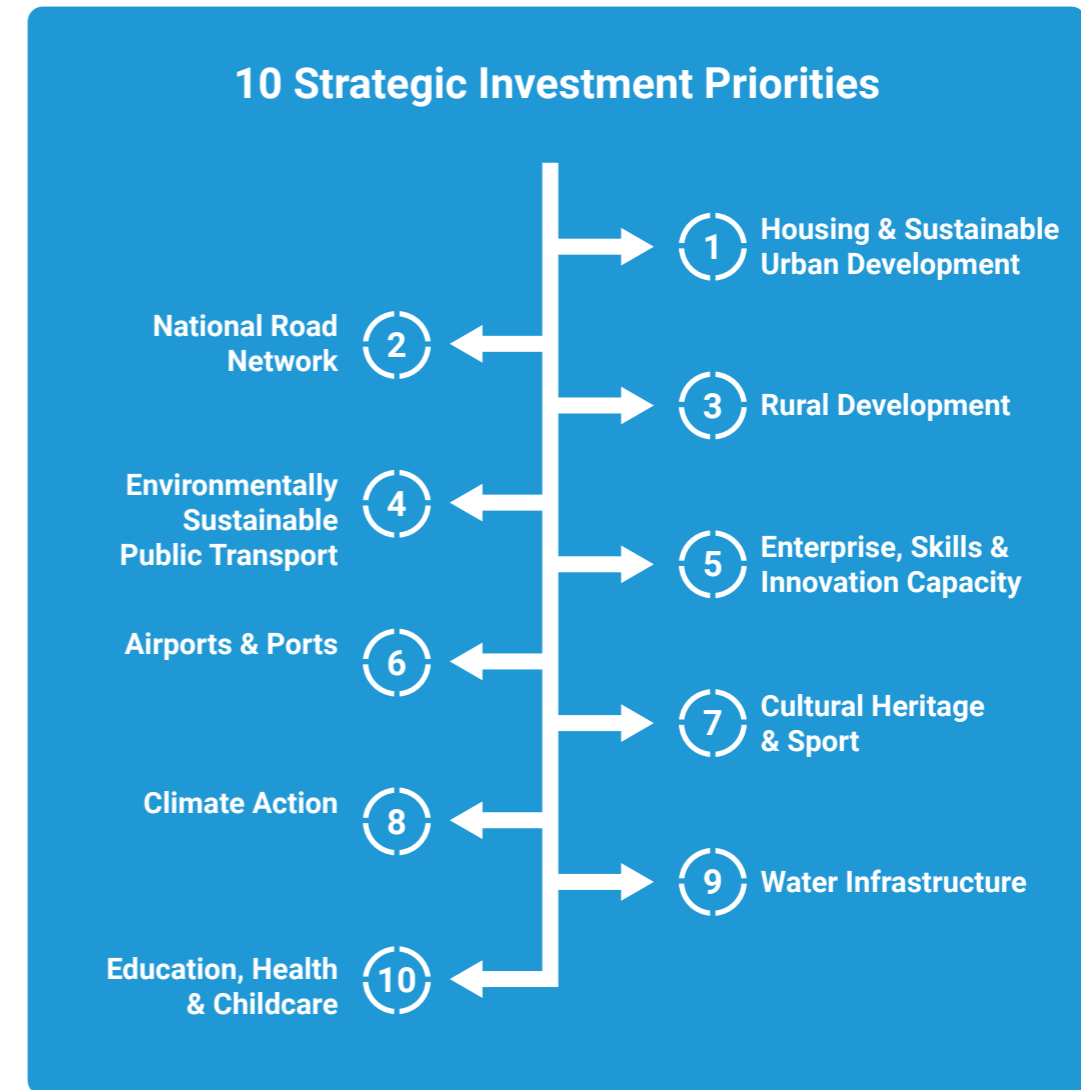 10 Strategic Investment Priorities
1
Housing & Sustainable
Urban Development
National Road
Network
2
3
Rural Development
Environmentally
Sustainable
Public Transport
4
5
Enterprise, Skills &
Innovation Capacity
Airports & Ports
6
7
Cultural Heritage
& Sport
Climate Action
8
9
Water Infrastructure
Education, Health
& Childcare
10